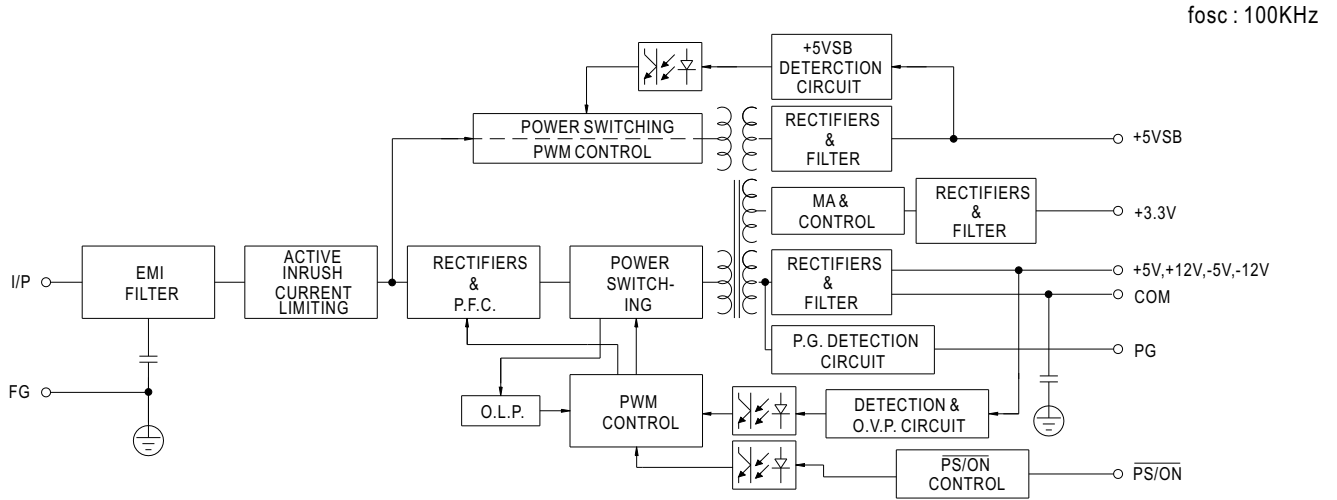 fosc : 100KHz
+5VSB
DETERCTION
CIRCUIT
POWER SWITCHING
PWM CONTROL
RECTIFIERS
&
FILTER
+5VSB
MA &
CONTROL
RECTIFIERS
&
FILTER
+3.3V
I/P
EMI
FILTER
ACTIVE
INRUSH
CURRENT
LIMITING
RECTIFIERS
&
P.F.C.
POWER
SWITCH-
ING
RECTIFIERS
&
FILTER
+5V,+12V,-5V,-12V
COM
P.G. DETECTION
CIRCUIT
PG
FG
O.L.P.
PWM
CONTROL
DETECTION &
O.V.P. CIRCUIT
PS/ON
CONTROL
PS/ON